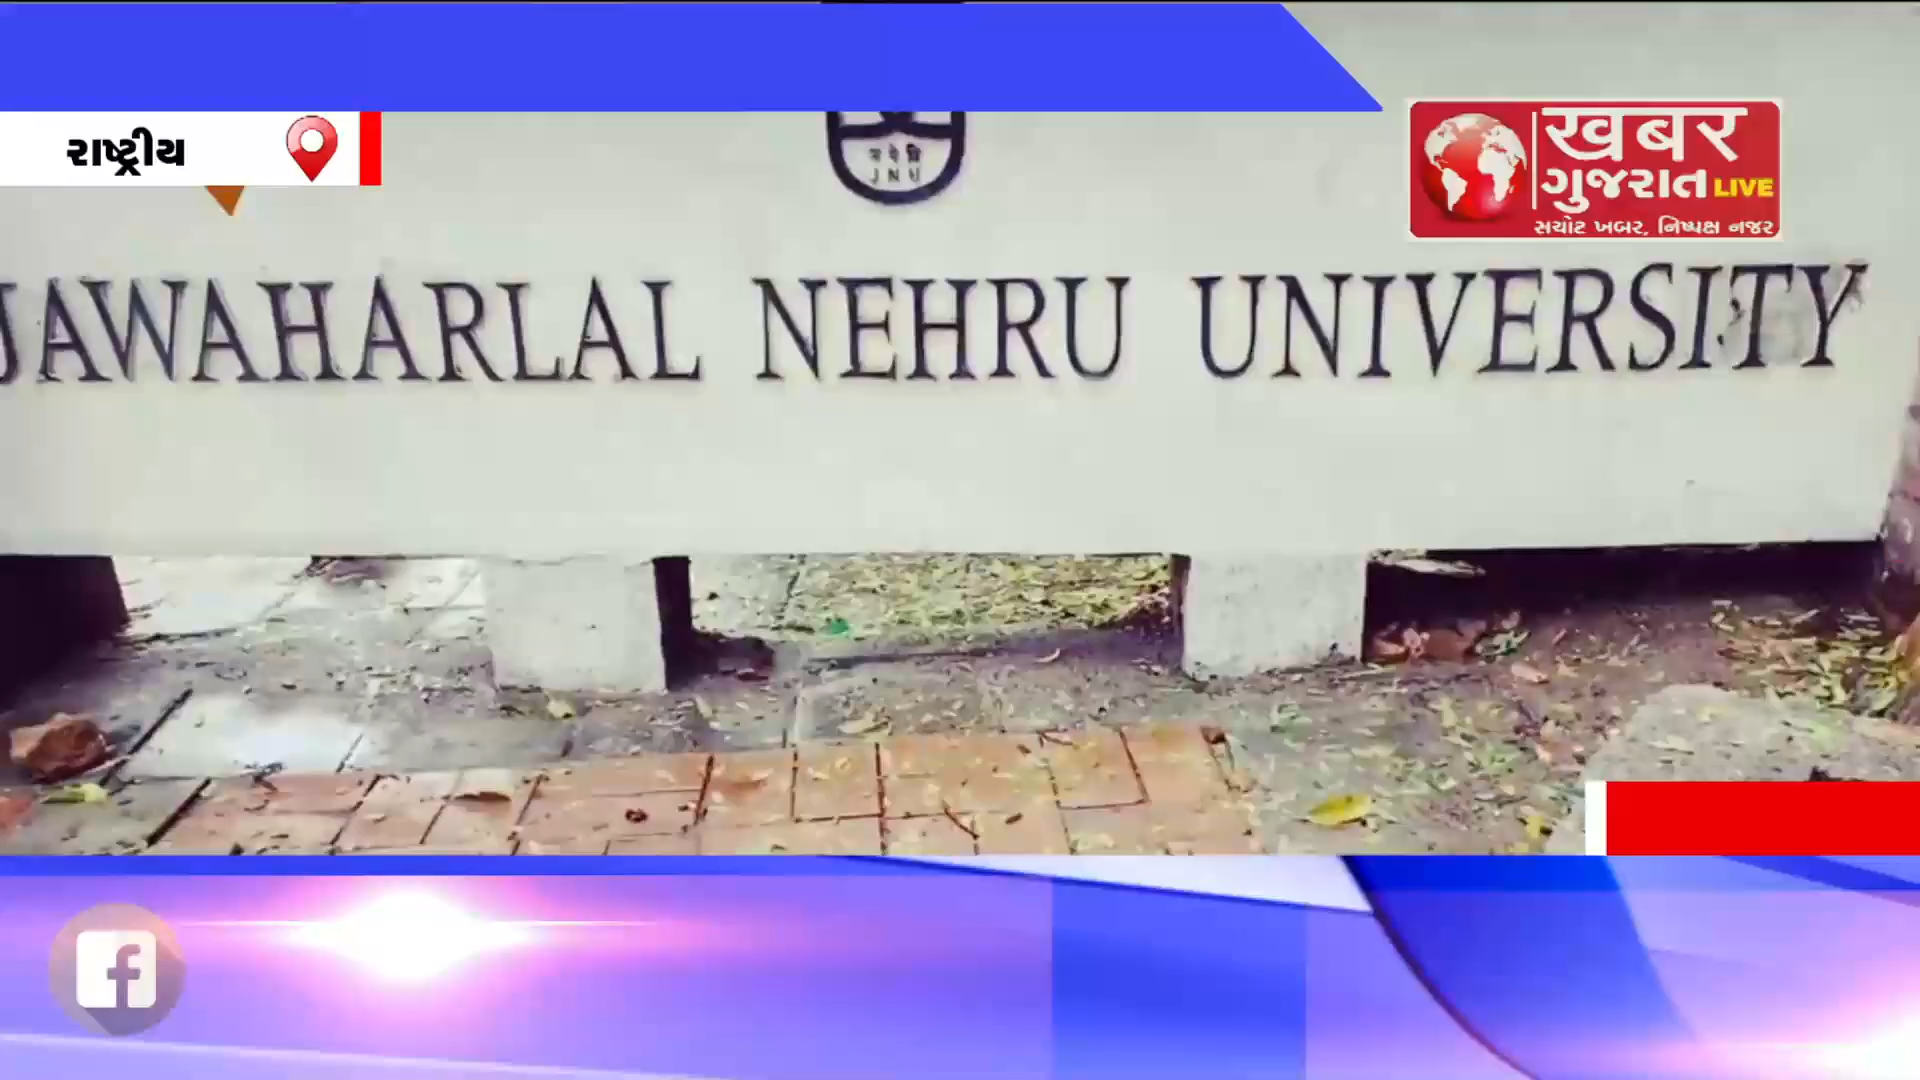 રાષ્ટ્રીય
ज ने वि
JNU
खबर
ગુજરાત LIVE
સચોટ ખબર, નિષ્પક્ષ નજર
JAWAHARLAL NEHRU UNIVERSITY